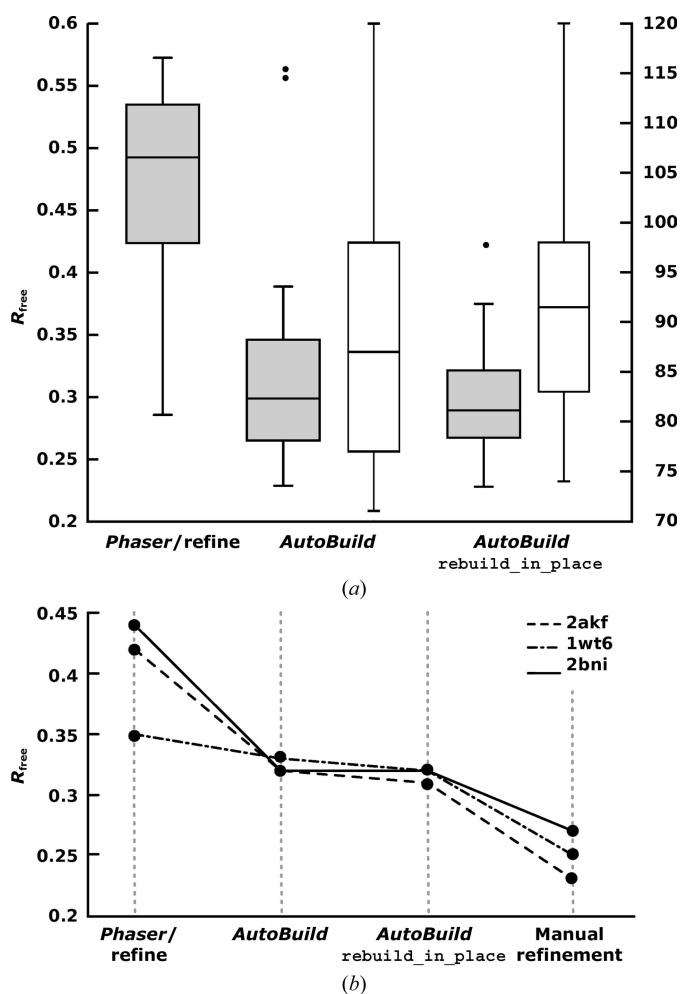 0.6
0.55
0.5
0.45
0.4
0.35
0.3
0.25
0.2
Rfree
120
115
110
105
100
95
90
85
80
75
70
Phaser/refine
AutoBuild
AutoBuild
rebuild_in_place
(a)
0.45
0.4
0.35
0.3
0.25
0.2
Rfree
2akf
1wt6
2bni
Phaser/
refine
AutoBuild
AutoBuild
rebuild_in_place
Manual
refinement
(b)